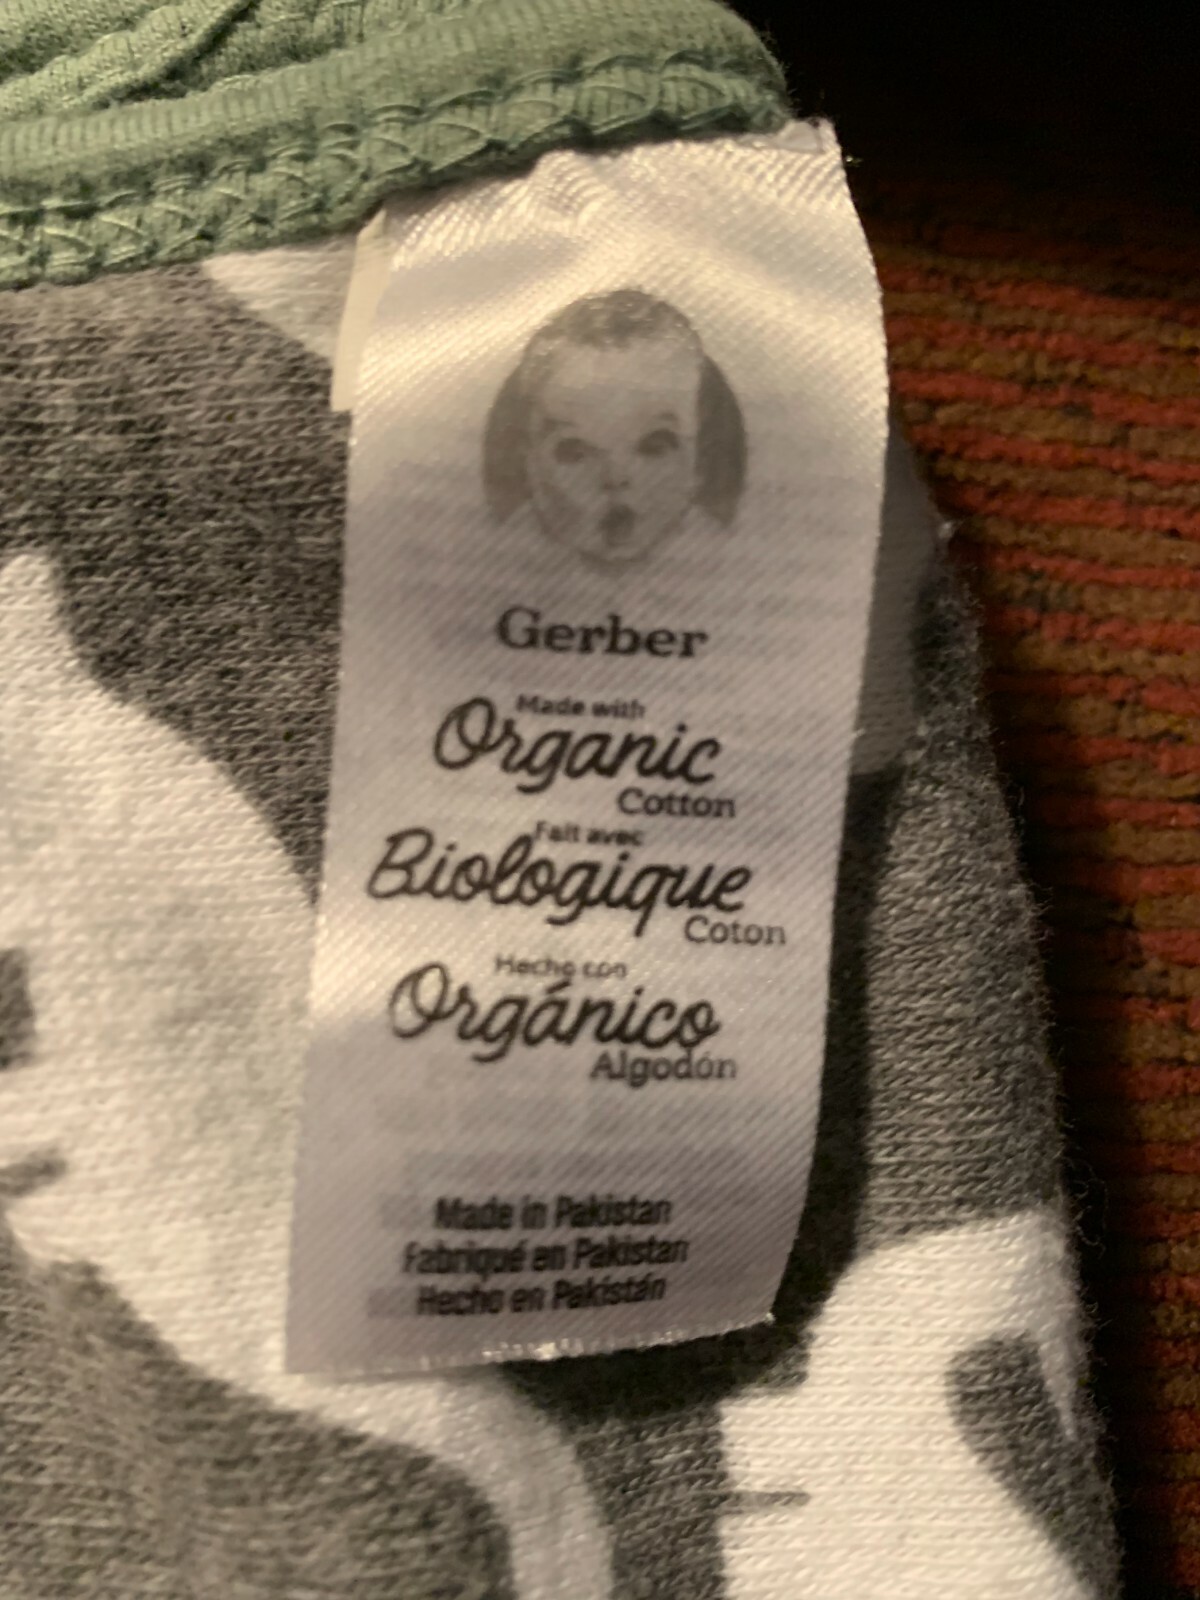 Gerber
Made with
Organic
Cotton
Fait avec
Biologique
Coton
Hecho con
Orgánico
Algodón
Made in Pakistan
Fabriqué en Pakistan
Hecho en Pakistán